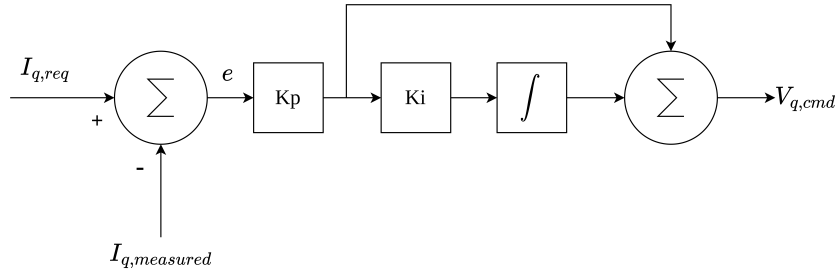 I_{q,req}
+
∑
e
Kp
Ki
∫
∑
V_{q,cmd}
-
I_{q,measured}